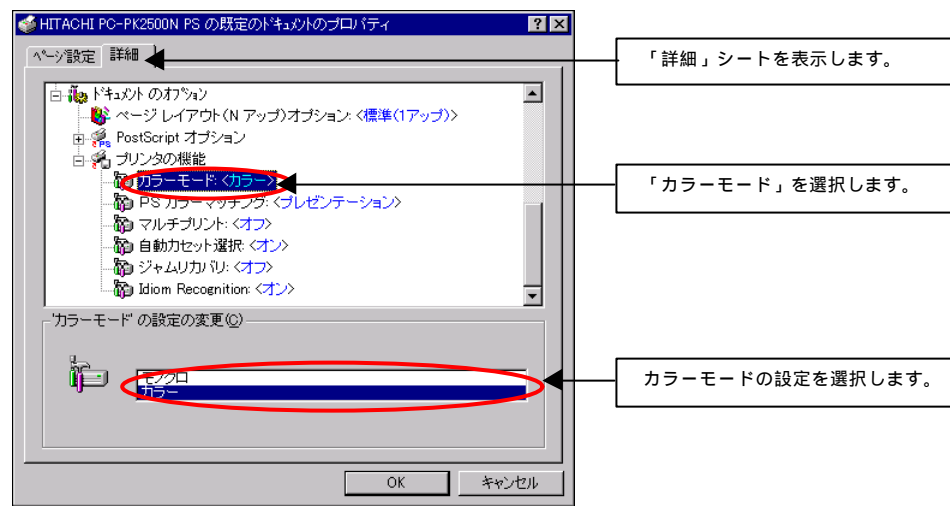 HITACHI PC-PK2500N PS の既定のドキュメントのプロパティ
ページ設定 詳細
「詳細」シートを表示します。
ドキュメント のオプション
ページ レイアウト(N アップ)オプション: <標準(1アップ)>
PostScript オプション
プリンタの機能
カラーモード: <カラー>
「カラーモード」を選択します。
PS カラーマッチング: <プレゼンテーション>
マルチプリント: <オフ>
自動カセット選択: <オン>
ジャムリカバリ: <オフ>
Idiom Recognition: <オン>
'カラーモード' の設定の変更(C)
モノクロ
カラー
カラーモードの設定を選択します。
OK キャンセル